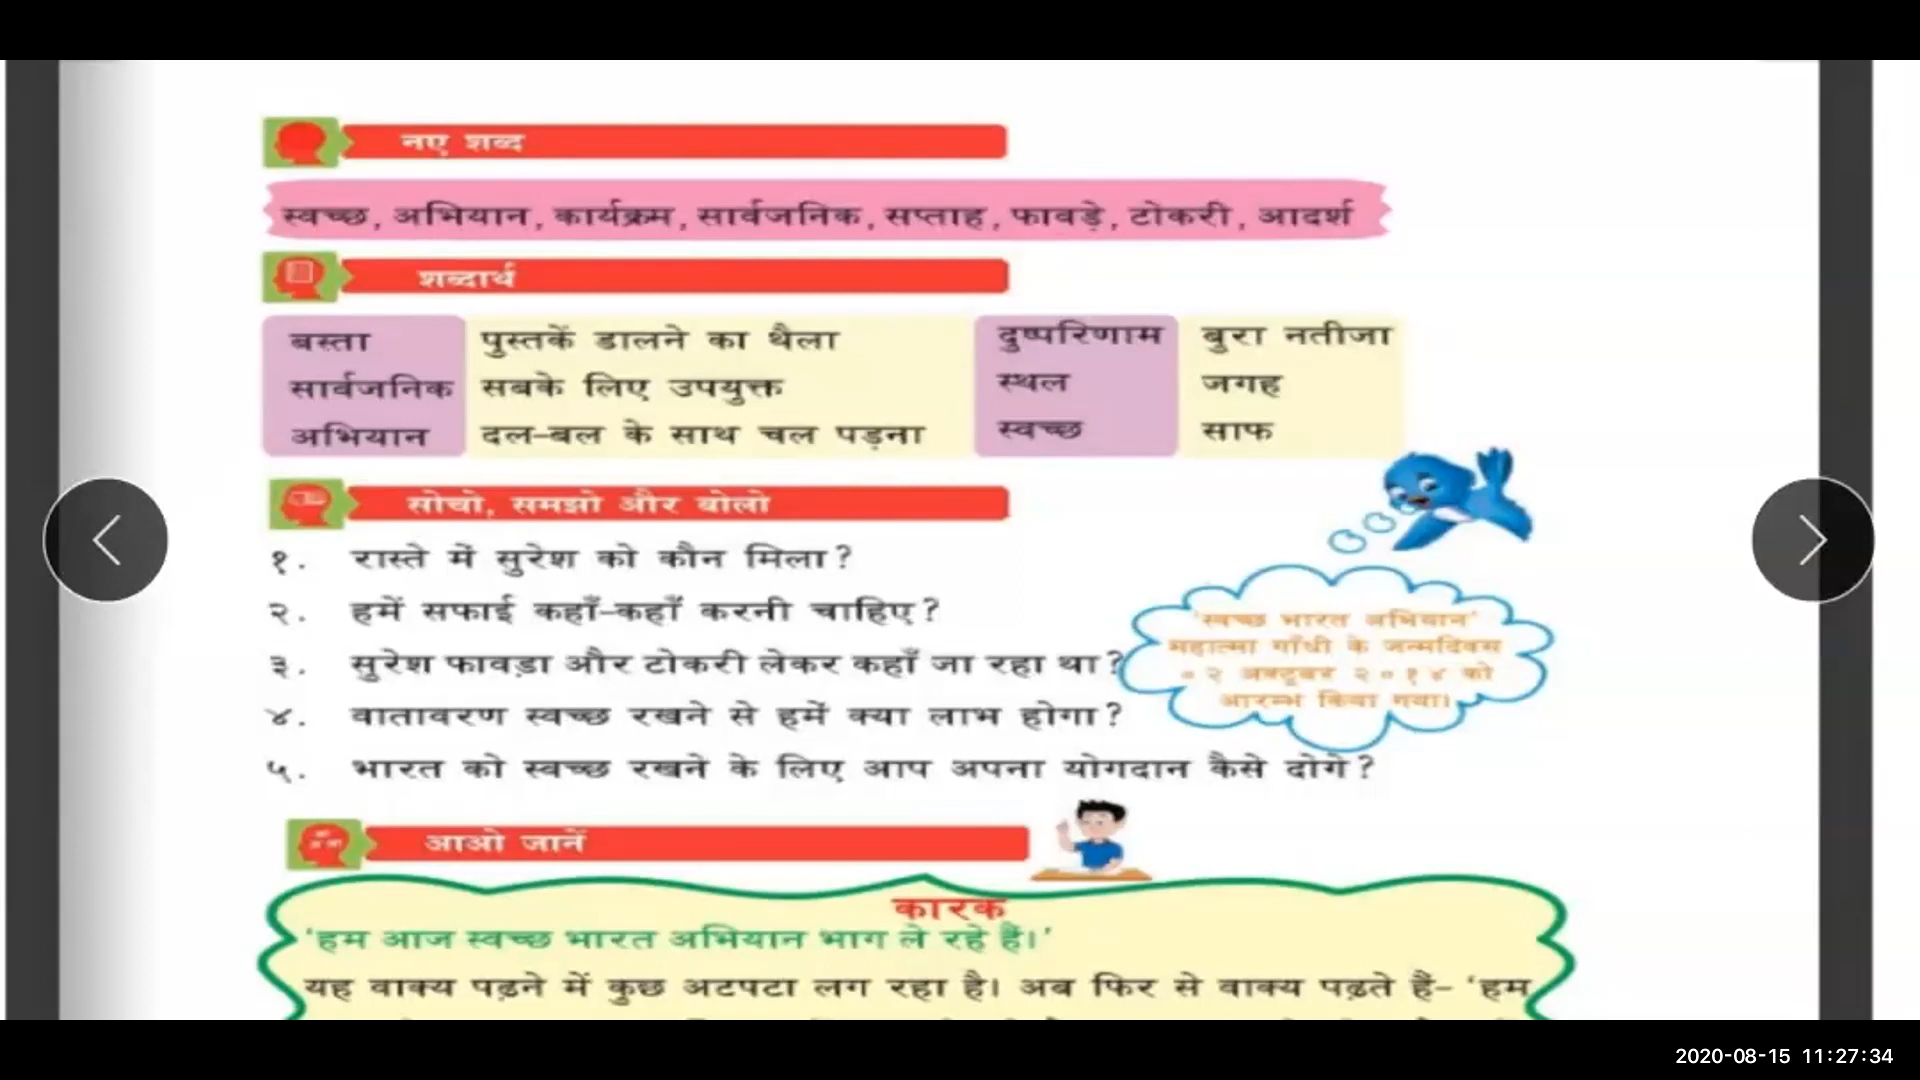 नए शब्द
स्वच्छ, अभियान, कार्यक्रम, सार्वजनिक, सप्ताह, फावड़े, टोकरी, आदर्श
शब्दार्थ
बस्ता पुस्तकें डालने का थैला दुष्परिणाम बुरा नतीजा
सार्वजनिक सबके लिए उपयुक्त स्थल जगह
अभियान दल-बल के साथ चल पड़ना स्वच्छ साफ
सोचो, समझो और बोलो
१. रास्ते में सुरेश को कौन मिला?
२. हमें सफाई कहाँ-कहाँ करनी चाहिए?
३. सुरेश फावड़ा और टोकरी लेकर कहाँ जा रहा था?
४. वातावरण स्वच्छ रखने से हमें क्या लाभ होगा?
५. भारत को स्वच्छ रखने के लिए आप अपना योगदान कैसे दोगे?
'स्वच्छ भारत अभियान'
महात्मा गाँधी के जन्मदिवस
०२ अक्टूबर २०१४ को
आरम्भ किया गया।
आओ जानें
कारक
'हम आज स्वच्छ भारत अभियान भाग ले रहे हैं।'
यह वाक्य पढ़ने में कुछ अटपटा लग रहा है। अब फिर से वाक्य पढ़ते हैं- 'हम
2020-08-15 11:27:34